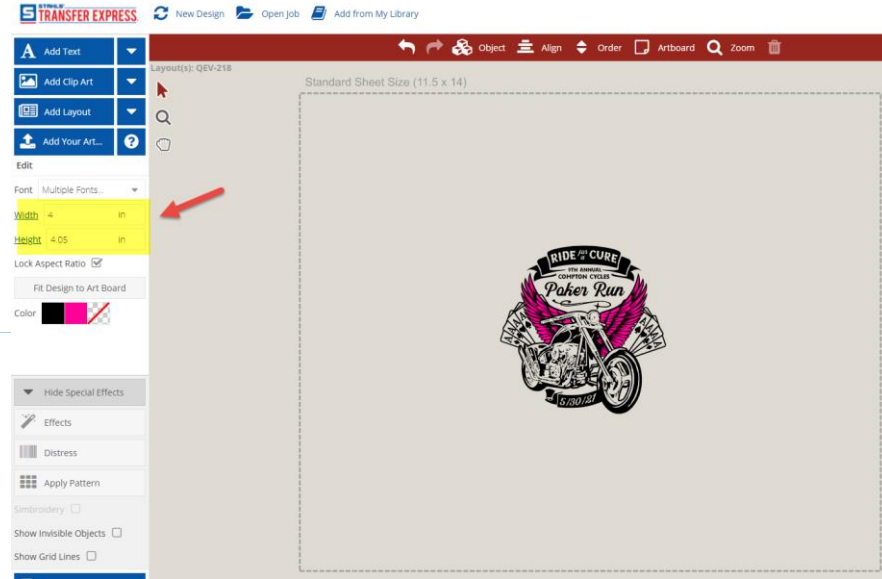 STAHLS'
TRANSFER EXPRESS
New Design
Open Job
Add from My Library
Object
Align
Order
Artboard
Zoom
Add Text
Add Clip Art
Add Layout
Add Your Art...
?
Edit
Font Multiple Fonts...
Width 4 in
Height 4.05 in
Lock Aspect Ratio
Fit Design to Art Board
Color
Hide Special Effects
Effects
Distress
Apply Pattern
Simbroidery
Show Invisible Objects
Show Grid Lines
Layout(s): QEV-218
Standard Sheet Size (11.5 x 14)
RIDE for a CURE
9TH ANNUAL
COMPTON CYCLES
Poker Run
5/30/21